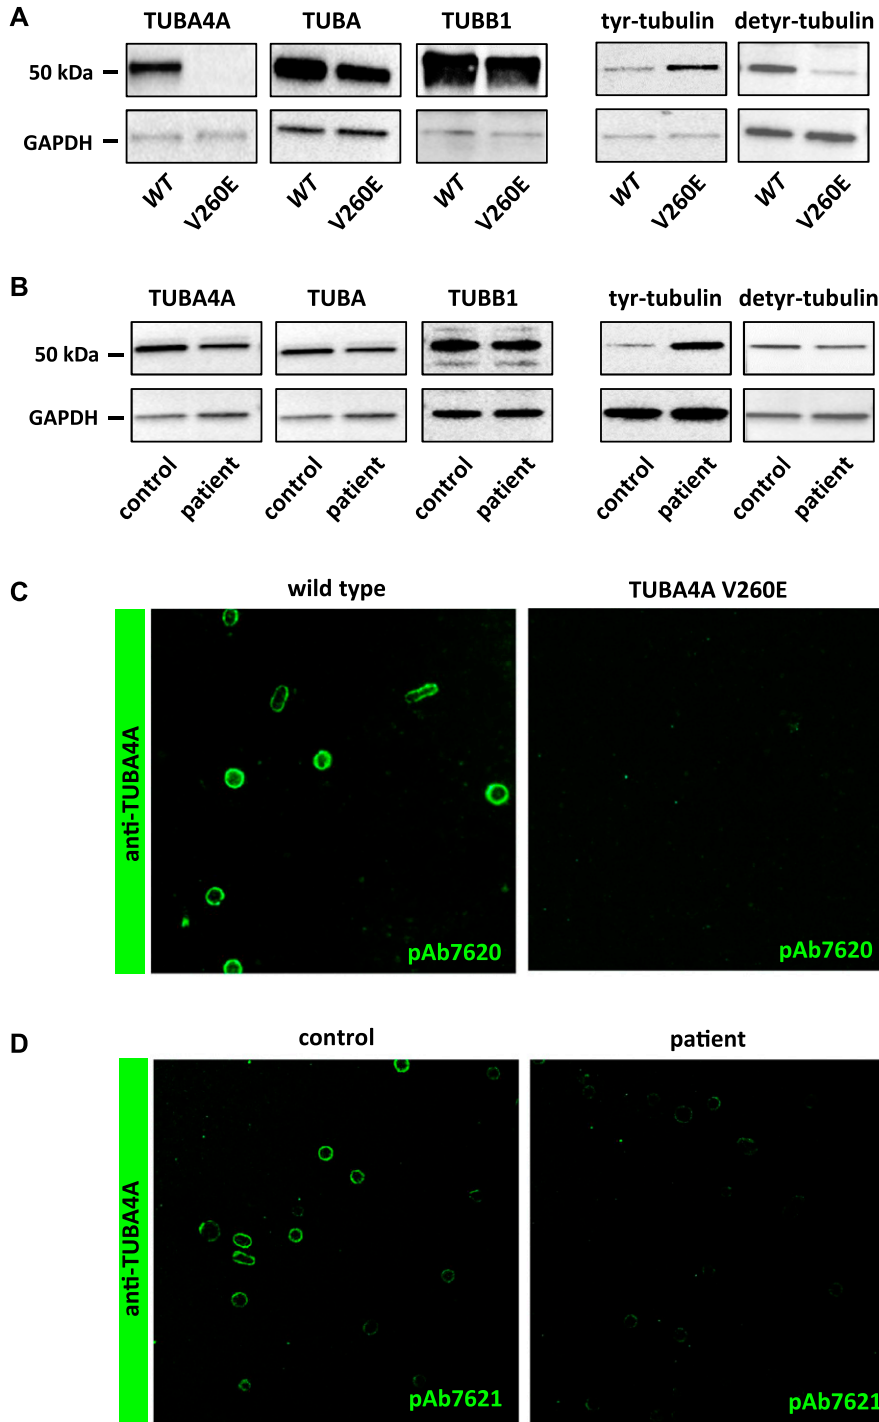 A
TUBA4A TUBA TUBB1 tyr-tubulin detyr-tubulin
50 kDa
GAPDH
WT V260E WT V260E WT V260E WT V260E WT V260E
B
TUBA4A TUBA TUBB1 tyr-tubulin detyr-tubulin
50 kDa
GAPDH
control patient control patient control patient control patient control patient
C
wild type TUBA4A V260E
anti-TUBA4A
pAb7620 pAb7620
D
control patient
anti-TUBA4A
pAb7621 pAb7621